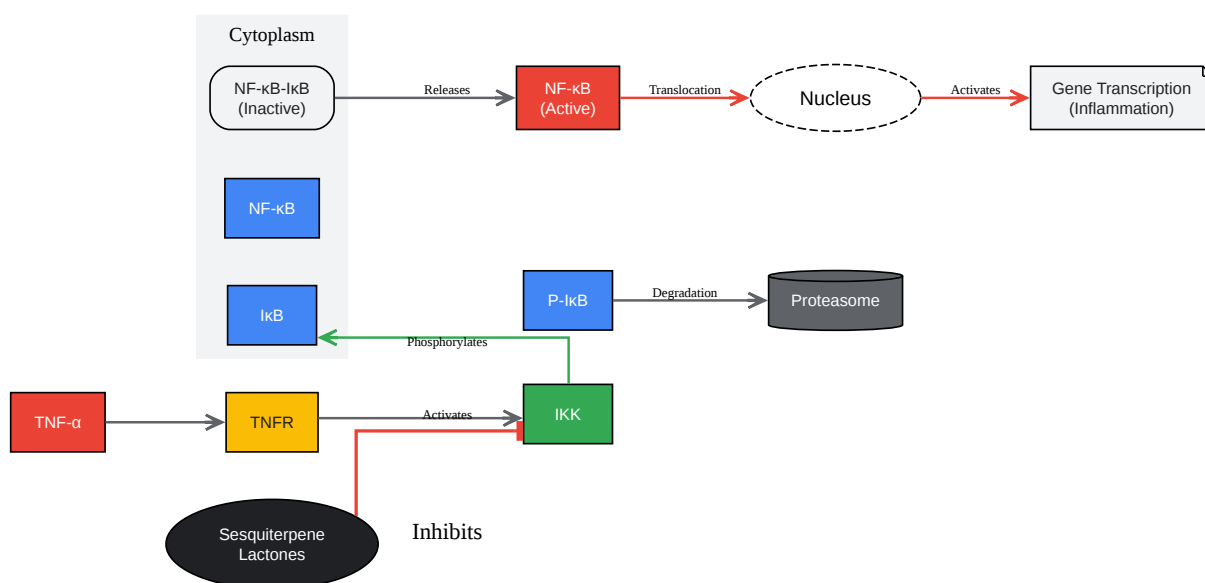 Cytoplasm
NF-κB-IκB
(Inactive)
Releases
NF-κB
(Active)
Translocation
Nucleus
Activates
Gene Transcription
(Inflammation)
NF-κB
IκB
P-IκB
Degradation
Proteasome
Phosphorylates
TNF-α
TNFR
Activates
IKK
Sesquiterpene
Lactones
Inhibits